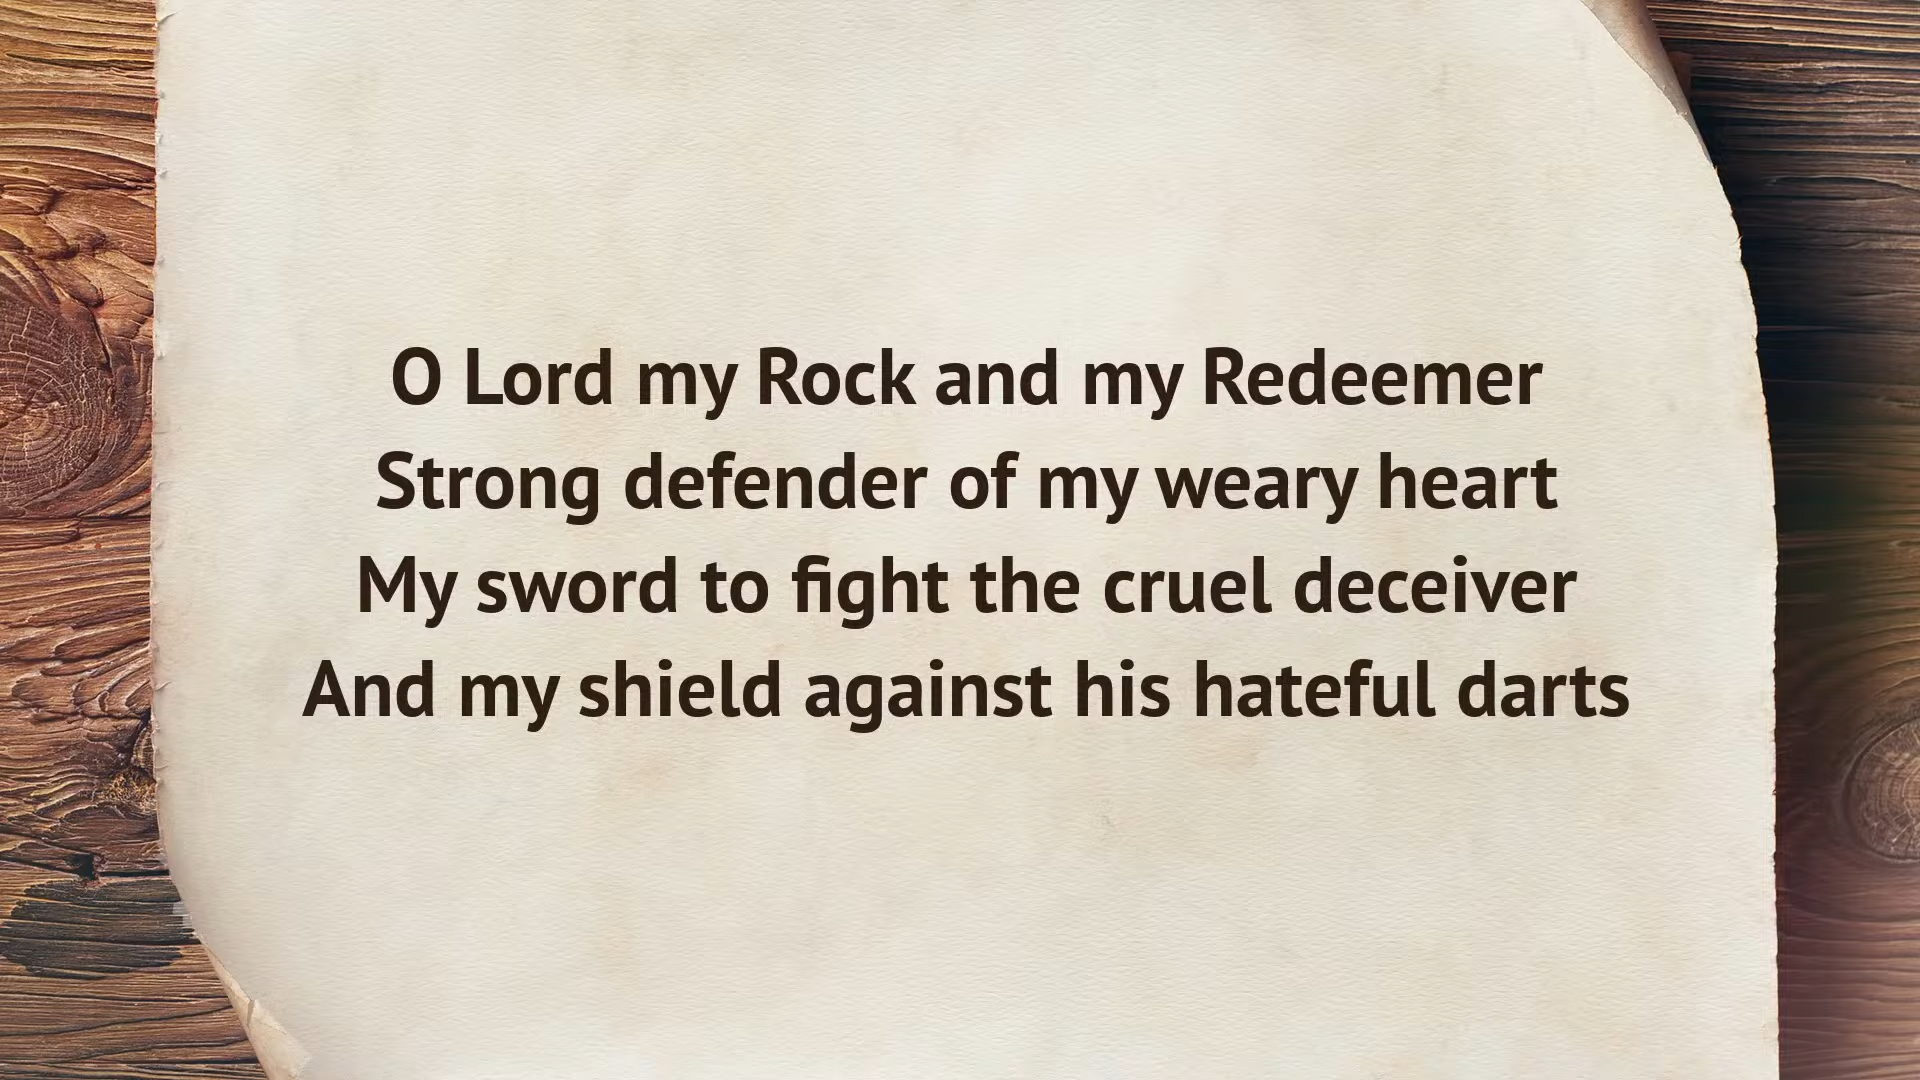 O Lord my Rock and my Redeemer
Strong defender of my weary heart
My sword to fight the cruel deceiver
And my shield against his hateful darts